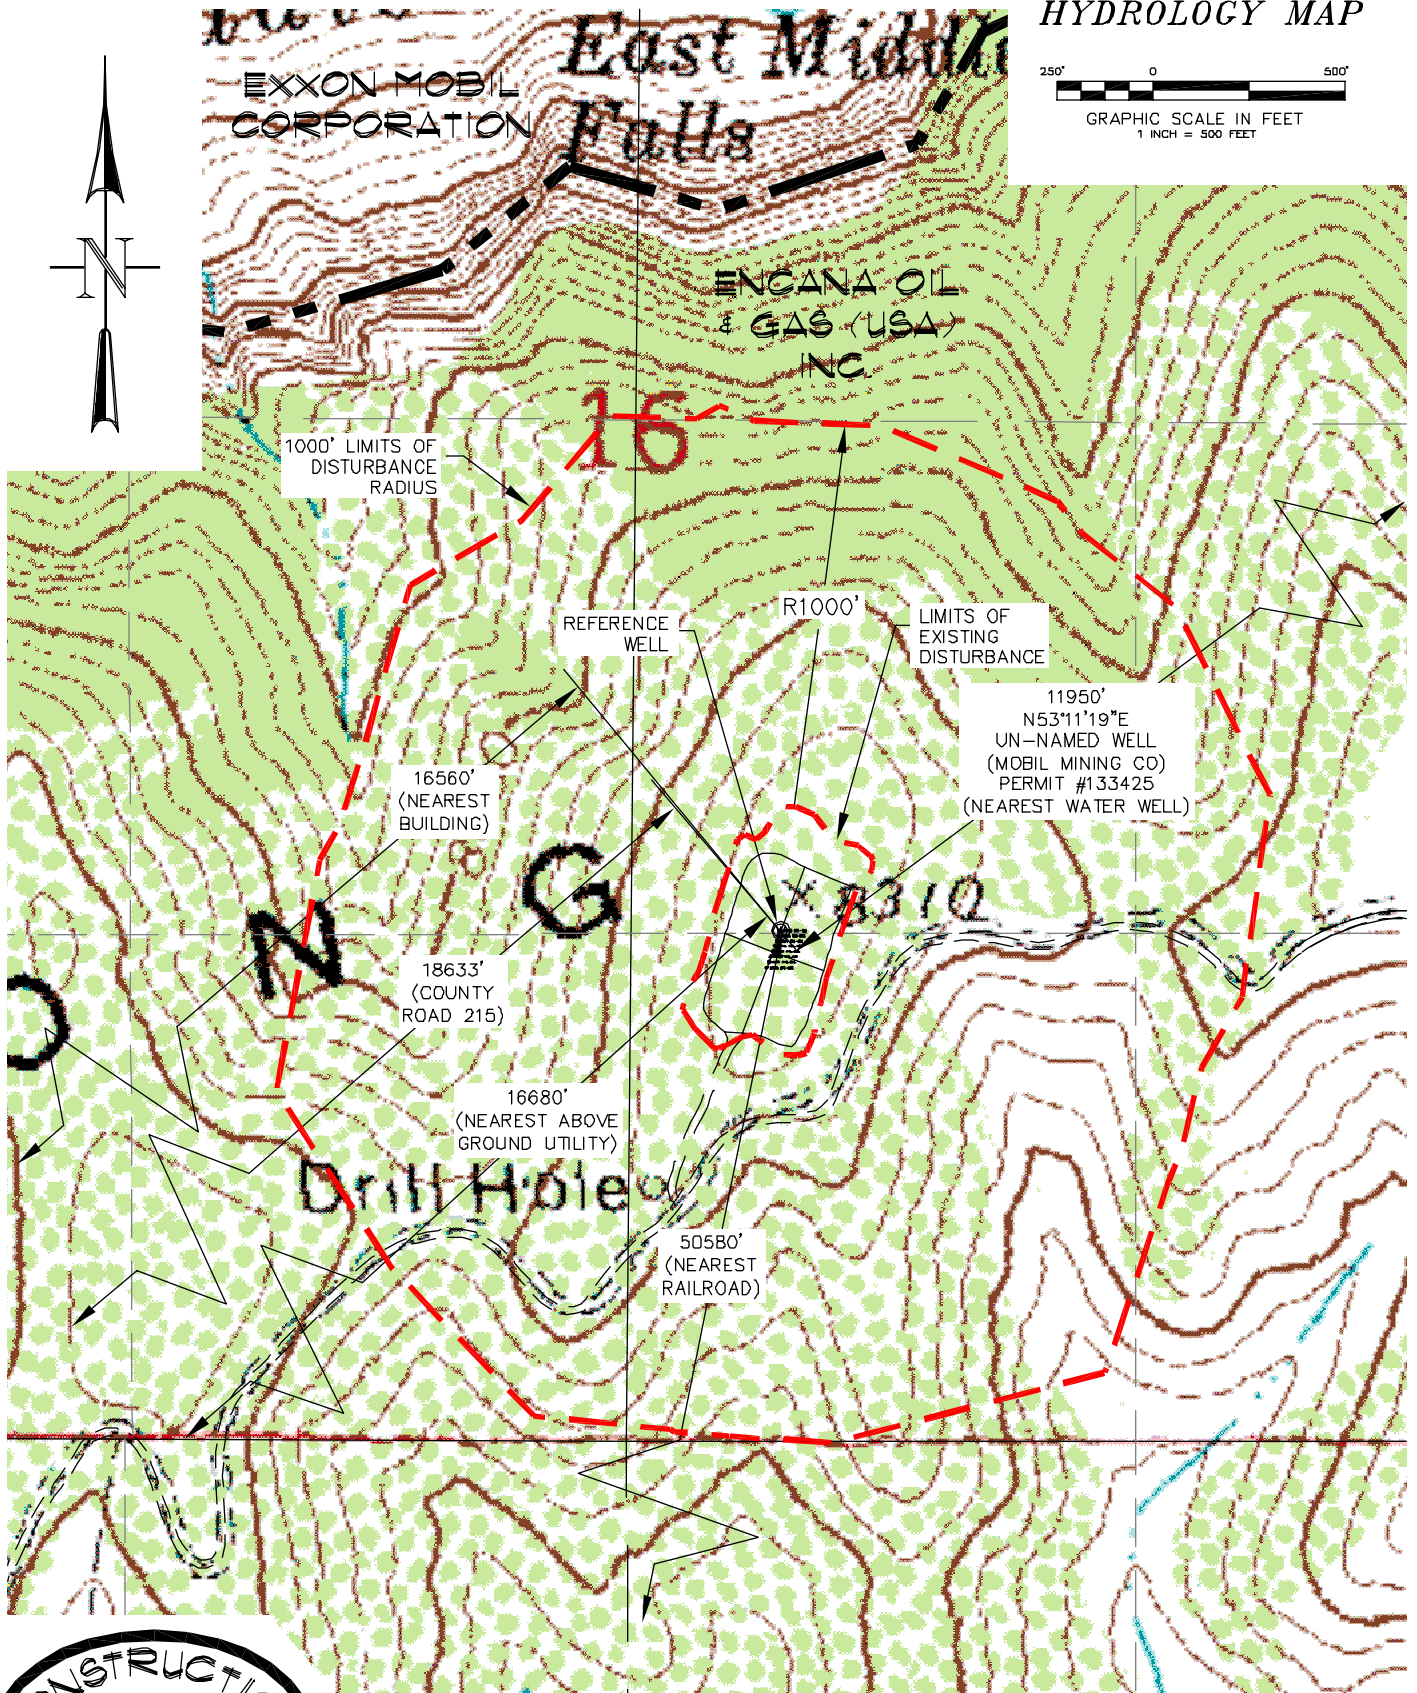 HYDROLOGY MAP
250' 0 500'
GRAPHIC SCALE IN FEET
1 INCH = 500 FEET
East Middle
Falls
EXXON MOBIL
CORPORATION
N
ENCANA OIL
& GAS (USA)
INC.
16
1000' LIMITS OF
DISTURBANCE
RADIUS
REFERENCE
WELL
R1000'
LIMITS OF
EXISTING
DISTURBANCE
11950'
N53°11'19"E
UN-NAMED WELL
(MOBIL MINING CO)
PERMIT #133425
(NEAREST WATER WELL)
16560'
(NEAREST
BUILDING)
O N G
X 8310
18633'
(COUNTY
ROAD 215)
16680'
(NEAREST ABOVE
GROUND UTILITY)
Drill Hole
50580'
(NEAREST
RAILROAD)
NSTRUCTI